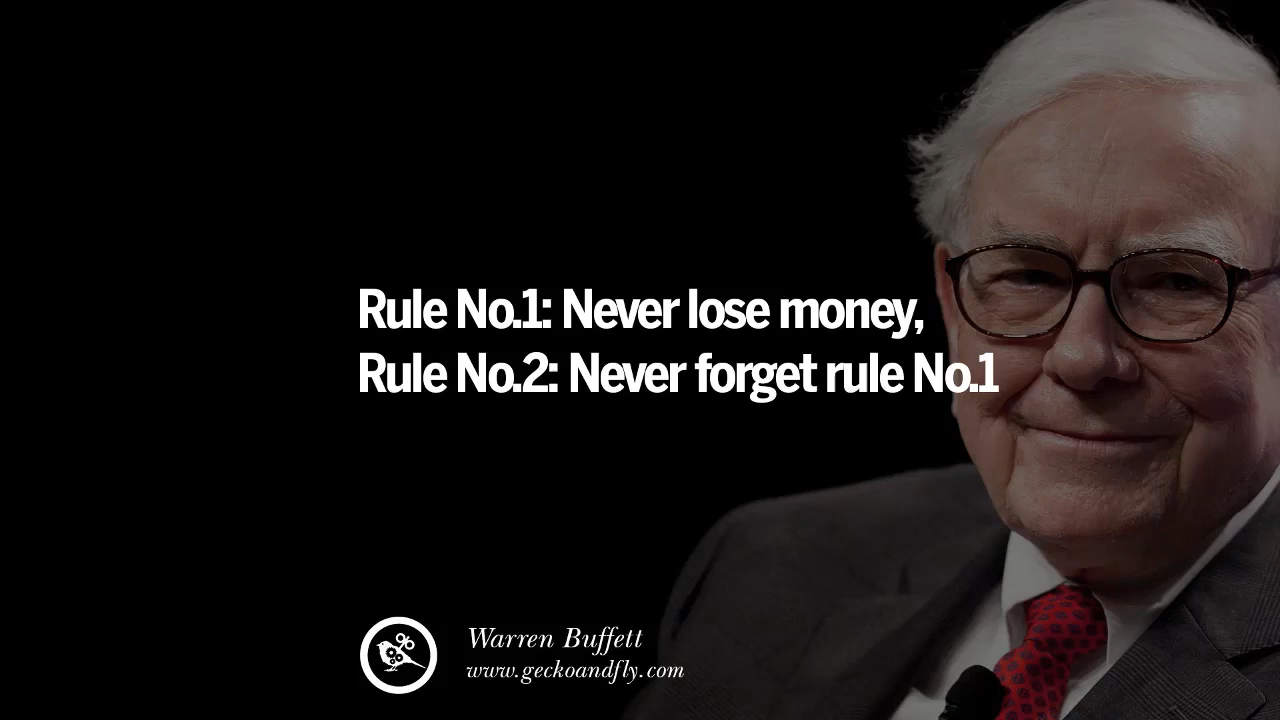 Rule No.1: Never lose money,
Rule No.2: Never forget rule No.1
Warren Buffett
www.geckoandfly.com